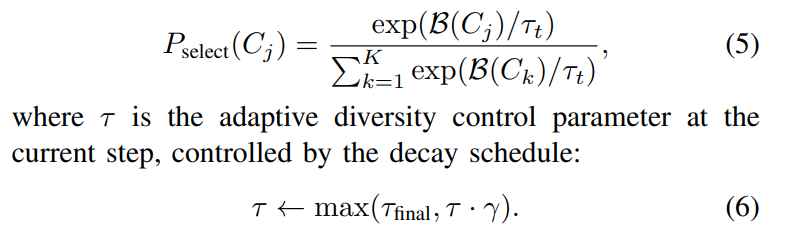 P_select(C_j) = exp(𝓑(C_j)/τ_t) / ∑_{k=1}^{K} exp(𝓑(C_k)/τ_t), (5)
where τ is the adaptive diversity control parameter at the
current step, controlled by the decay schedule:
τ ← max(τ_final, τ · γ). (6)